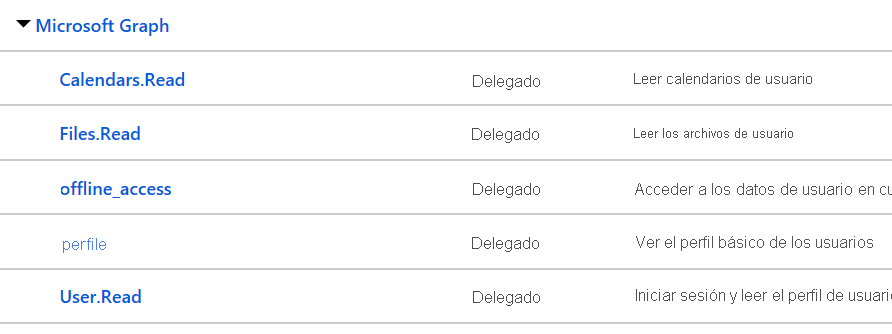 Microsoft Graph
Calendars.Read Delegado Leer calendarios de usuario
Files.Read Delegado Leer los archivos de usuario
offline_access Delegado Acceder a los datos de usuario en cu
perfile Delegado Ver el perfil básico de los usuarios
User.Read Delegado Iniciar sesión y leer el perfil de usuari